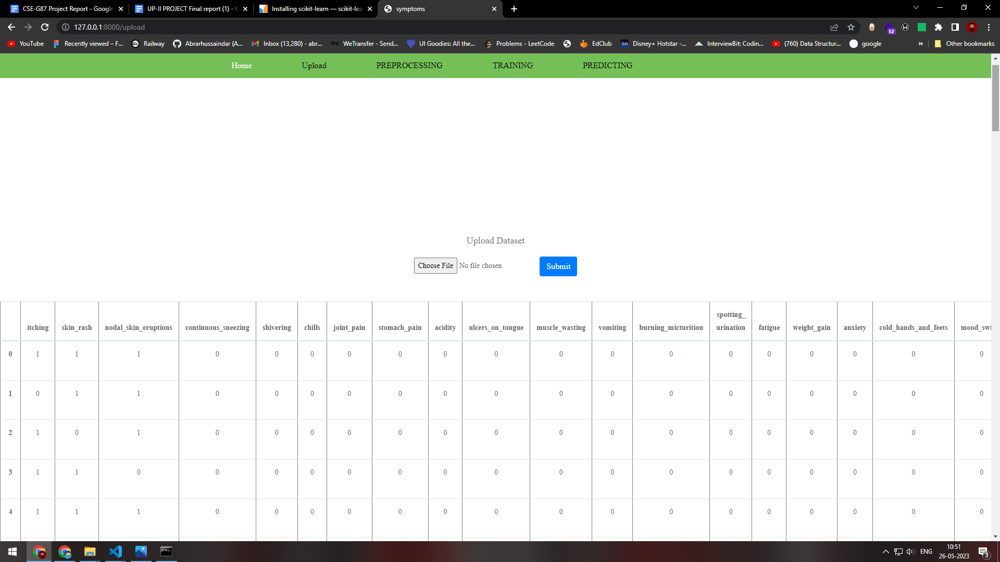 CSE-G87 Project Report - Google
UP-II PROJECT Final report (1) - G
Installing scikit-learn — scikit-lea
symptoms
127.0.0.1:8000/upload
12
YouTube
Recently viewed – F...
Railway
Abrarhussaindar (A...
Inbox (13,280) - abr...
WeTransfer - Send...
UI Goodies: All the...
Problems - LeetCode
EdClub
Disney+ Hotstar -...
InterviewBit: Codin...
(760) Data Structur...
google
»
Other bookmarks
Home Upload PREPROCESSING TRAINING PREDICTING
Upload Dataset
Choose File No file chosen Submit
itching skin_rash nodal_skin_eruptions continuous_sneezing shivering chills joint_pain stomach_pain acidity ulcers_on_tongue muscle_wasting vomiting burning_micturition spotting_ urination fatigue weight_gain anxiety cold_hands_and_feets mood_swi
0 1 1 1 0 0 0 0 0 0 0 0 0 0 0 0 0 0 0 0
1 0 1 1 0 0 0 0 0 0 0 0 0 0 0 0 0 0 0 0
2 1 0 1 0 0 0 0 0 0 0 0 0 0 0 0 0 0 0 0
3 1 1 0 0 0 0 0 0 0 0 0 0 0 0 0 0 0 0 0
4 1 1 1 0 0 0 0 0 0 0 0 0 0 0 0 0 0 0 0
ENG
10:51
26-05-2023
3